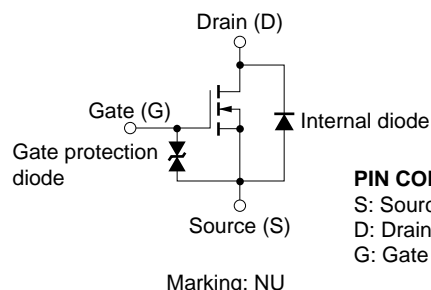 Drain (D)
Gate (G)
Internal diode
Gate protection
diode
Source (S)
S: Sourc
D: Drain
G: Gate
Marking: NU
PIN CO